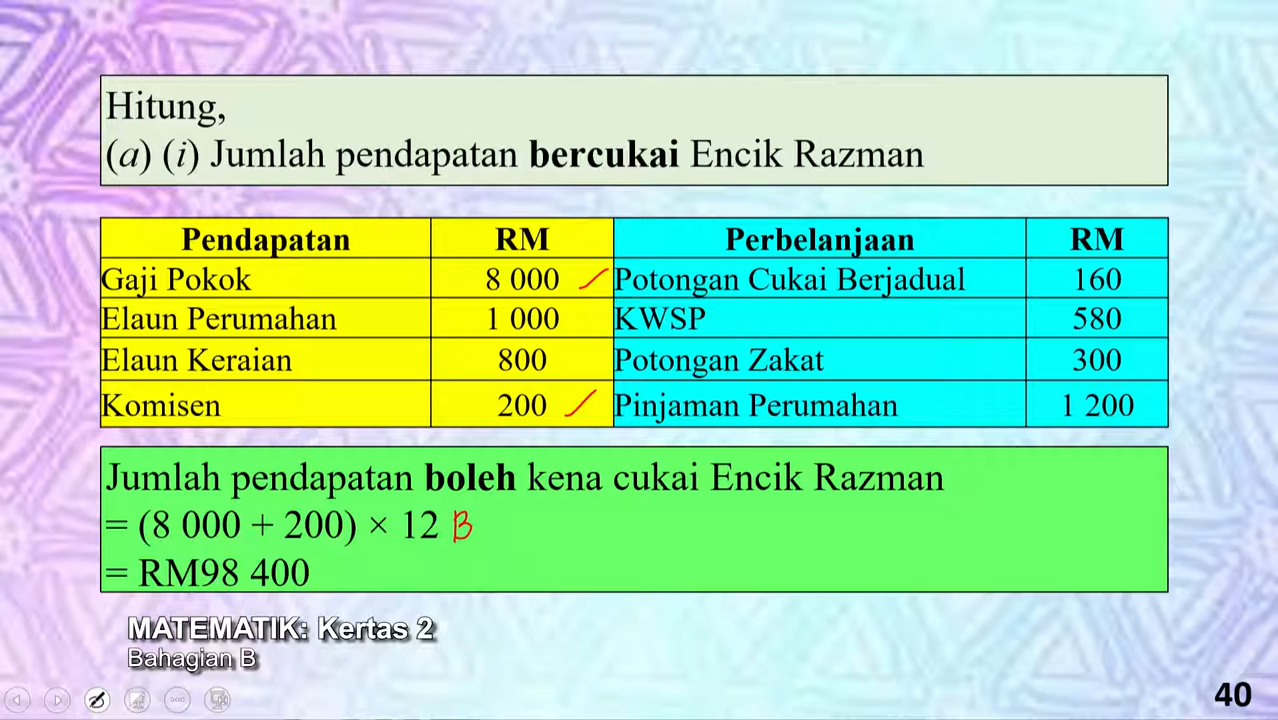 Hitung,
(a) (i) Jumlah pendapatan bercukai Encik Razman
Pendapatan RM Perbelanjaan RM
Gaji Pokok 8 000 Potongan Cukai Berjadual 160
Elaun Perumahan 1 000 KWSP 580
Elaun Keraian 800 Potongan Zakat 300
Komisen 200 Pinjaman Perumahan 1 200
Jumlah pendapatan boleh kena cukai Encik Razman
= (8 000 + 200) × 12 B
= RM98 400
MATEMATIK: Kertas 2
Bahagian B
40